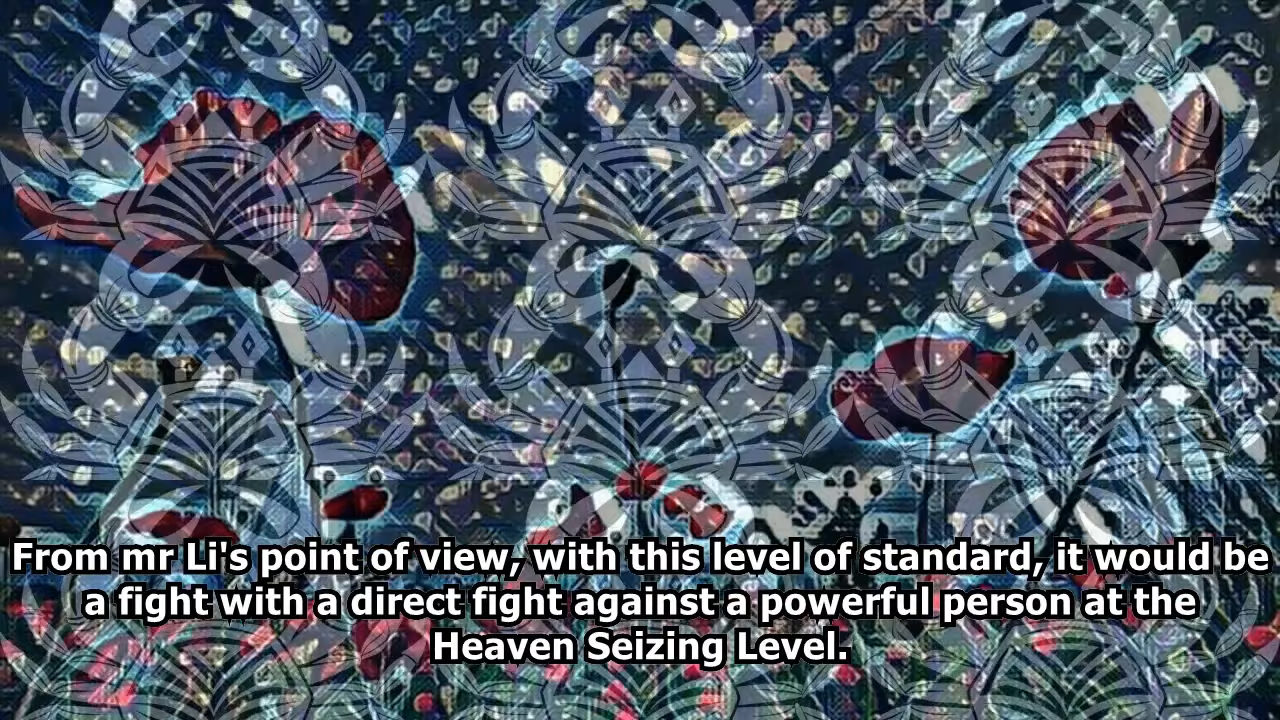 From mr Li's point of view, with this level of standard, it would be
a fight with a direct fight against a powerful person at the
Heaven Seizing Level.